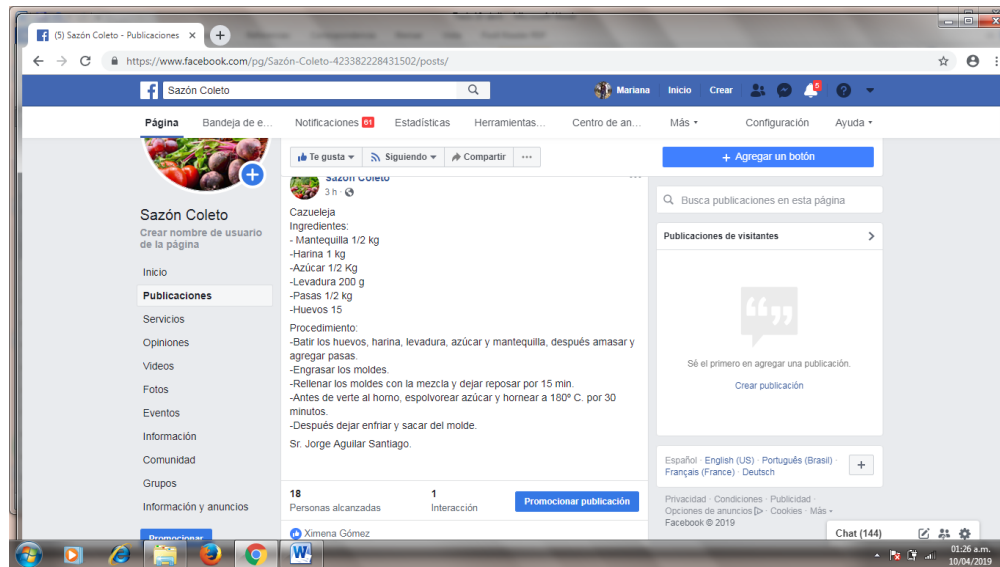 (5) Sazón Coleto - Publicaciones
https://www.facebook.com/pg/Sazón-Coleto-423382228431502/posts/
Sazón Coleto
Mariana Inicio Crear 5
Página Bandeja de e... Notificaciones 61 Estadísticas Herramientas... Centro de an... Más Configuración Ayuda
Te gusta Siguiendo Compartir ...
+ Agregar un botón
Sazón Coleto
Crear nombre de usuario
de la página
Inicio
Publicaciones
Servicios
Opiniones
Videos
Fotos
Eventos
Información
Comunidad
Grupos
Información y anuncios
Promocionar
Sazón Coleto
3 h
Cazueleja
Ingredientes:
- Mantequilla 1/2 kg
-Harina 1 kg
-Azúcar 1/2 Kg
-Levadura 200 g
-Pasas 1/2 kg
-Huevos 15
Procedimiento:
-Batir los huevos, harina, levadura, azúcar y mantequilla, después amasar y
agregar pasas.
-Engrasar los moldes.
-Rellenar los moldes con la mezcla y dejar reposar por 15 min.
-Antes de verte al horno, espolvorear azúcar y hornear a 180º C. por 30
minutos.
-Después dejar enfriar y sacar del molde.
Sr. Jorge Aguilar Santiago.
18 1
Personas alcanzadas Interacción
Promocionar publicación
Ximena Gómez
Busca publicaciones en esta página
Publicaciones de visitantes
Sé el primero en agregar una publicación.
Crear publicación
Español · English (US) · Português (Brasil) ·
Français (France) · Deutsch
Privacidad · Condiciones · Publicidad ·
Opciones de anuncios · Cookies · Más
Facebook © 2019
Chat (144)
01:26 a.m.
10/04/2019